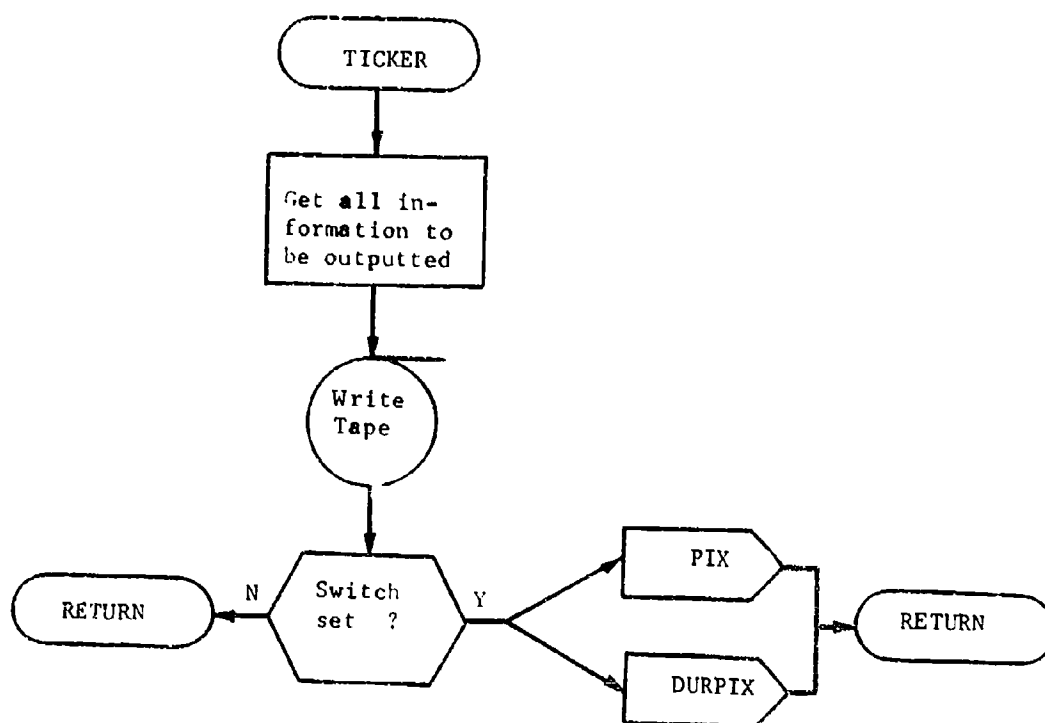 TICKER
Get all in-
formation to
be outputted
Write
Tape
Switch
set ?
N
Y
RETURN
PIX
DURPIX
RETURN